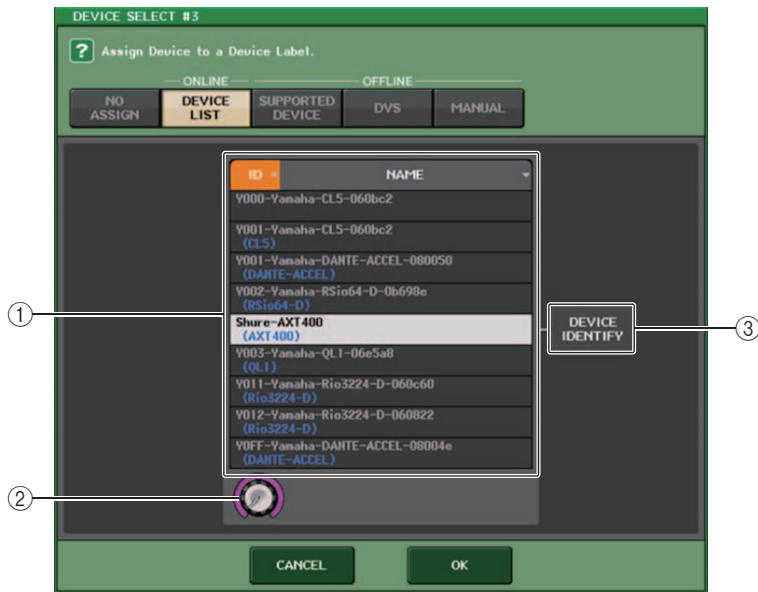 DEVICE SELECT #3
? Assign Device to a Device Label.
ONLINE
OFFLINE
NO ASSIGN
DEVICE LIST
SUPPORTED DEVICE
DVS
MANUAL
ID
NAME
Y000-Yamaha-CL5-060bc2
Y001-Yamaha-CL5-060bc2
(CL5)
Y001-Yamaha-DANTE-ACCEL-080050
(DANTE-ACCEL)
Y002-Yamaha-RSio64-D-0b698e
(RSio64-D)
Shure-AXT400
(AXT400)
Y003-Yamaha-QL1-06e5a8
(QL1)
Y011-Yamaha-Rio3224-D-060c60
(Rio3224-D)
Y012-Yamaha-Rio3224-D-060822
(Rio3224-D)
Y0FF-Yamaha-DANTE-ACCEL-08004e
(DANTE-ACCEL)
1
DEVICE IDENTIFY
3
2
CANCEL
OK